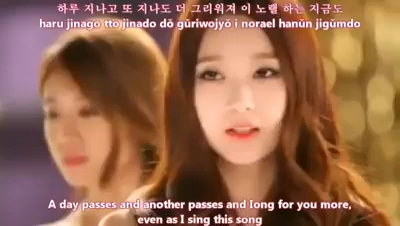 하루 지나고 또 지나도 더 그리워져 이 노랠 하는 지금도
haru jinago tto jinado dŏ gŭriwojyŏ i norael hanŭn jigŭmdo
A day passes and another passes and Iong for you more,
even as I sing this song